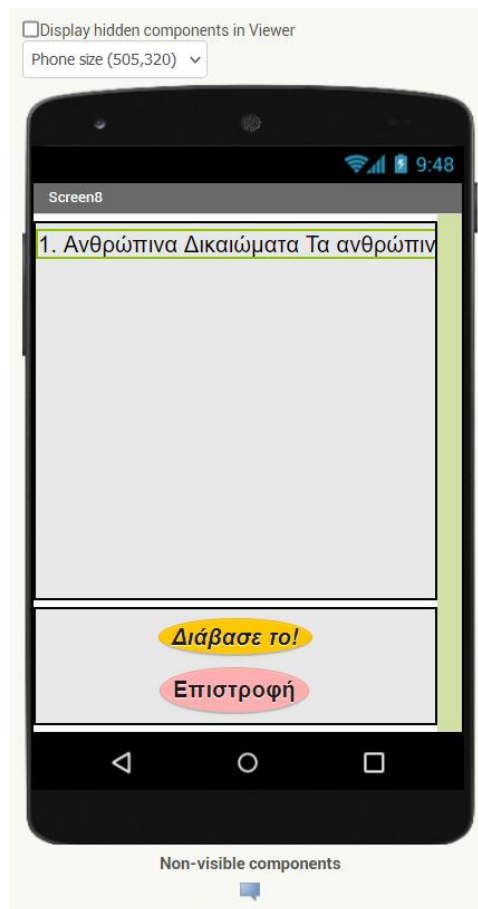 Display hidden components in Viewer
Phone size (505,320)
9:48
Screen8
1. Ανθρώπινα Δικαιώματα Τα ανθρώπιν
Διάβασε το!
Επιστροφή
Non-visible components